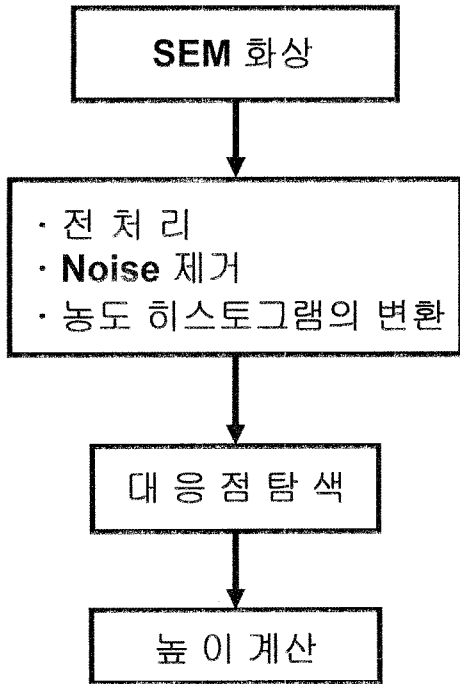 SEM 화상
· 전 처 리
· Noise 제거
· 농도 히스토그램의 변환
대 응 점 탐 색
높 이 계 산